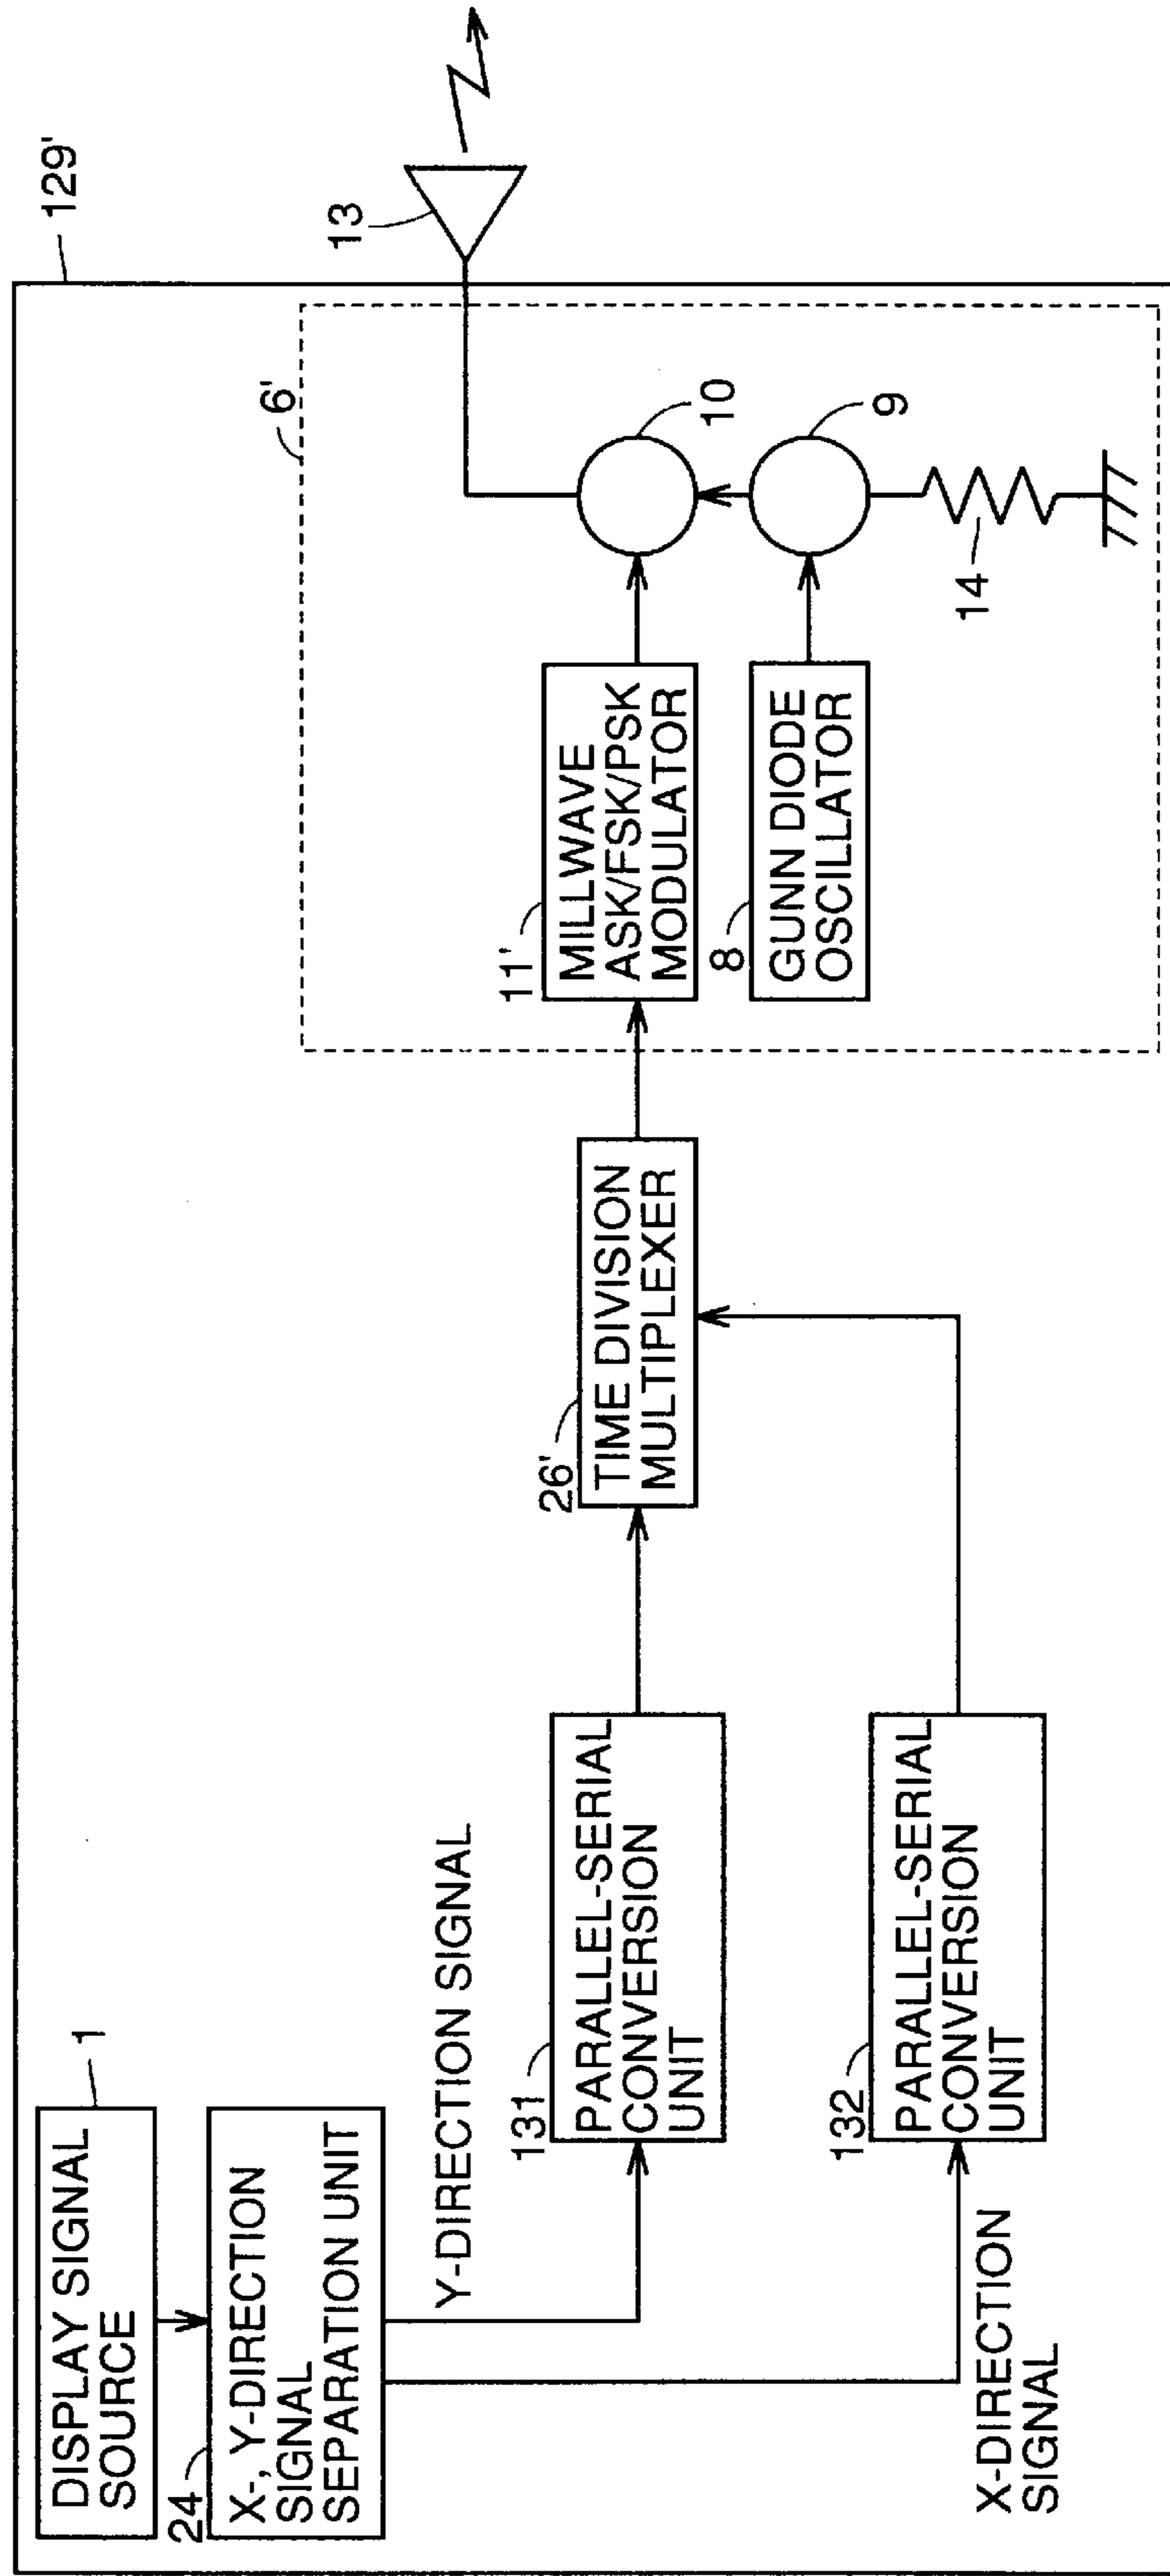 129'
DISPLAY SIGNAL
SOURCE
1
24
X-, Y-DIRECTION
SIGNAL
SEPARATION UNIT
Y-DIRECTION SIGNAL
X-DIRECTION
SIGNAL
131
PARALLEL-SERIAL
CONVERSION
UNIT
132
PARALLEL-SERIAL
CONVERSION
UNIT
26'
TIME DIVISION
MULTIPLEXER
6'
11'
MILLWAVE
ASK/FSK/PSK
MODULATOR
8
GUNN DIODE
OSCILLATOR
10
9
14
13